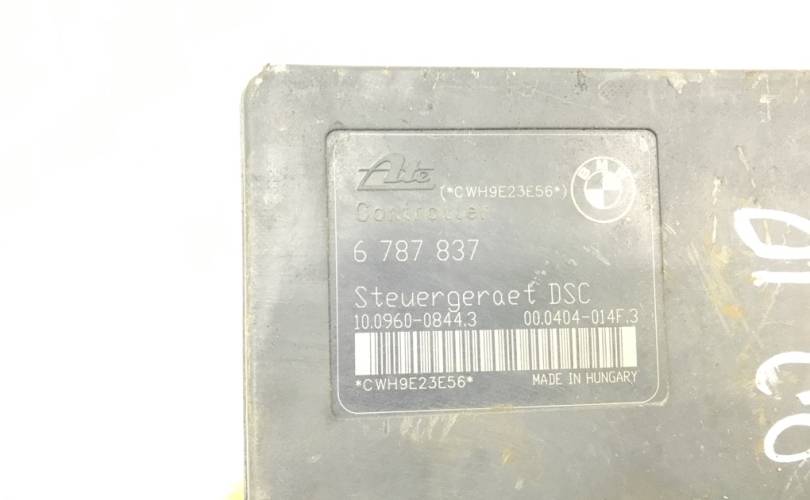 Ate (*CWH9E23E56*) BMW
Controller
6 787 837
Steuergeraet DSC
10.0960-0844.3 00.0404-014F.3
*CWH9E23E56* MADE IN HUNGARY